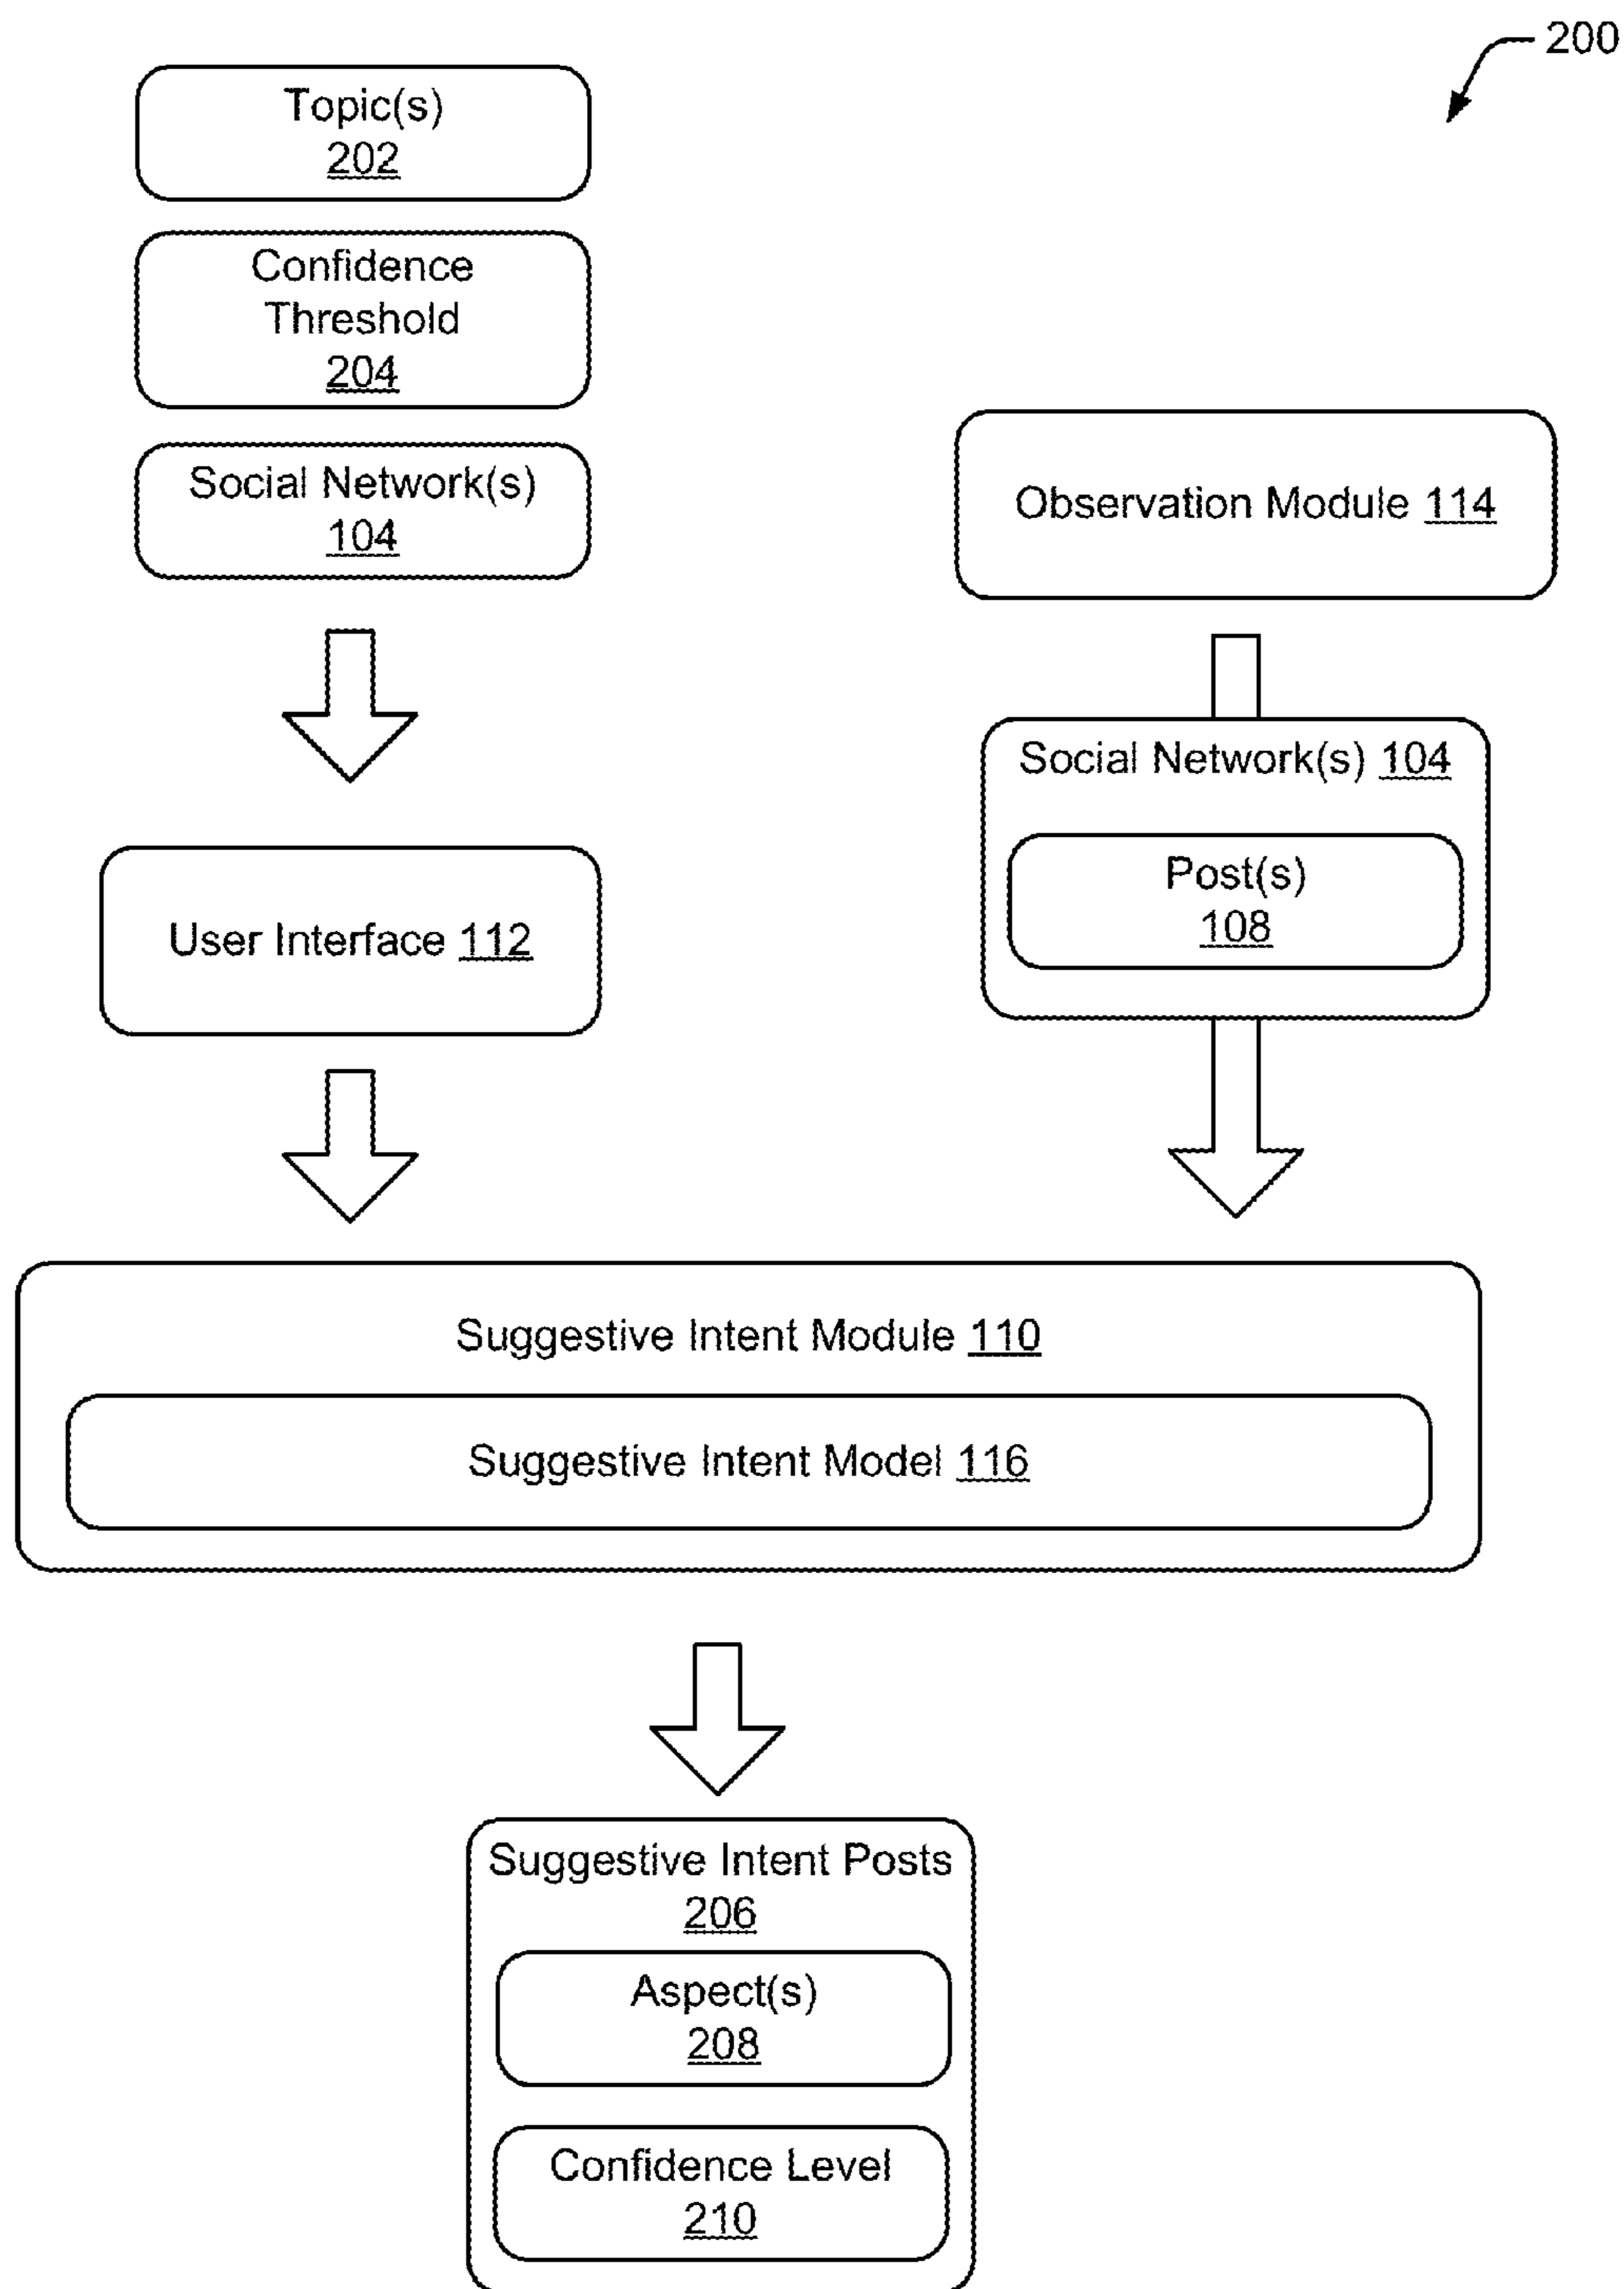 200
Topic(s)
202
Confidence
Threshold
204
Social Network(s)
104
Observation Module 114
Social Network(s) 104
Post(s)
108
User Interface 112
Suggestive Intent Module 110
Suggestive Intent Model 116
Suggestive Intent Posts
206
Aspect(s)
208
Confidence Level
210